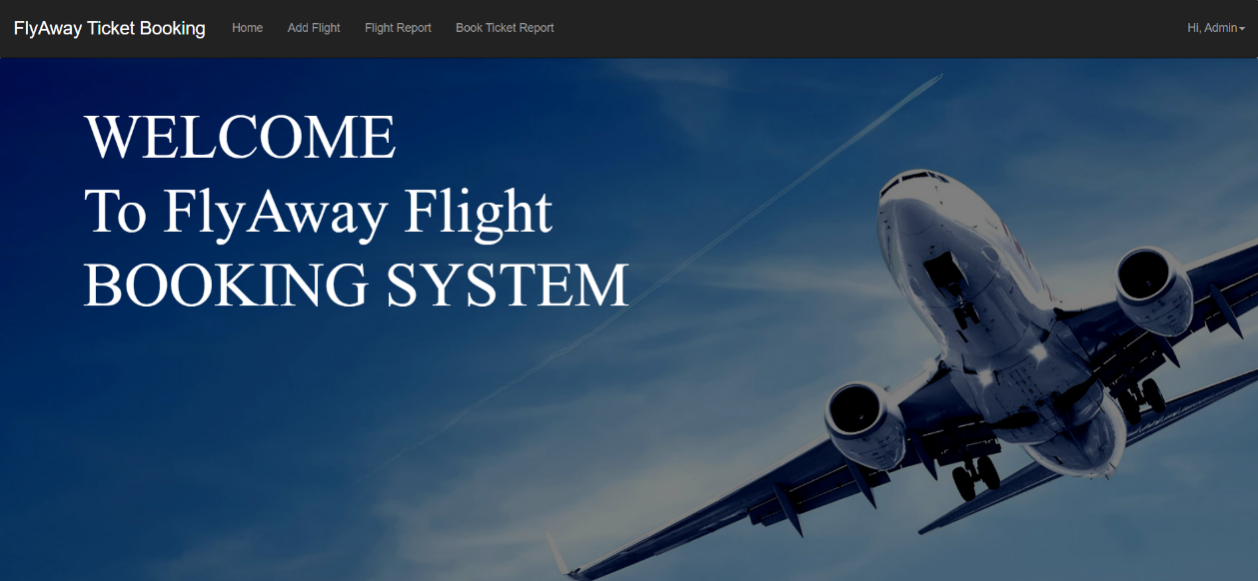 FlyAway Ticket Booking Home Add Flight Flight Report Book Ticket Report Hi, Admin
WELCOME
To FlyAway Flight
BOOKING SYSTEM